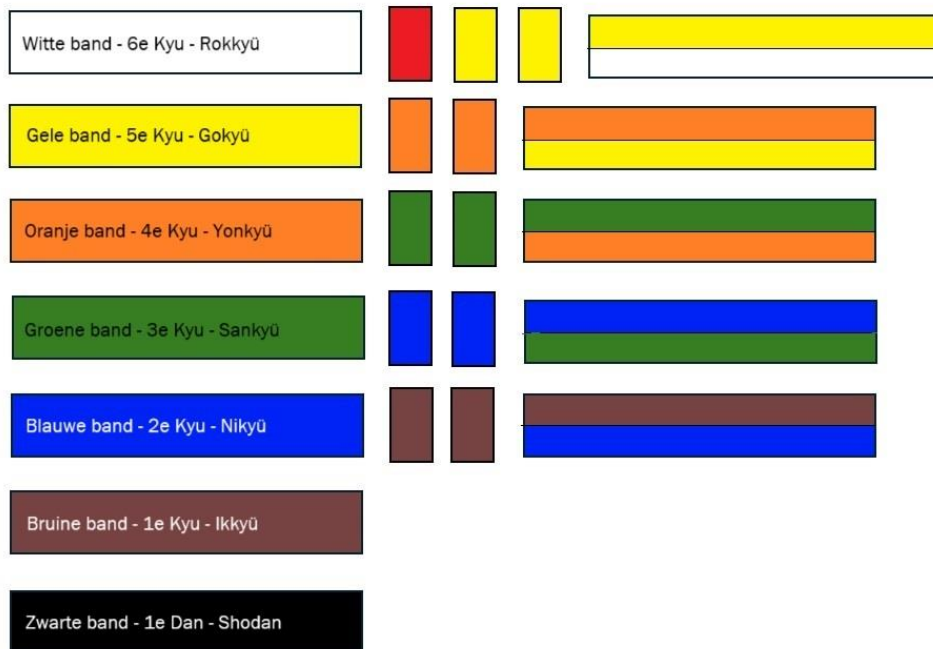 Witte band - 6e Kyu - Rokkyü
Gele band - 5e Kyu - Gokyü
Oranje band - 4e Kyu - Yonkyü
Groene band - 3e Kyu - Sankyü
Blauwe band - 2e Kyu - Nikyü
Bruine band - 1e Kyu - Ikkyü
Zwarte band - 1e Dan - Shodan